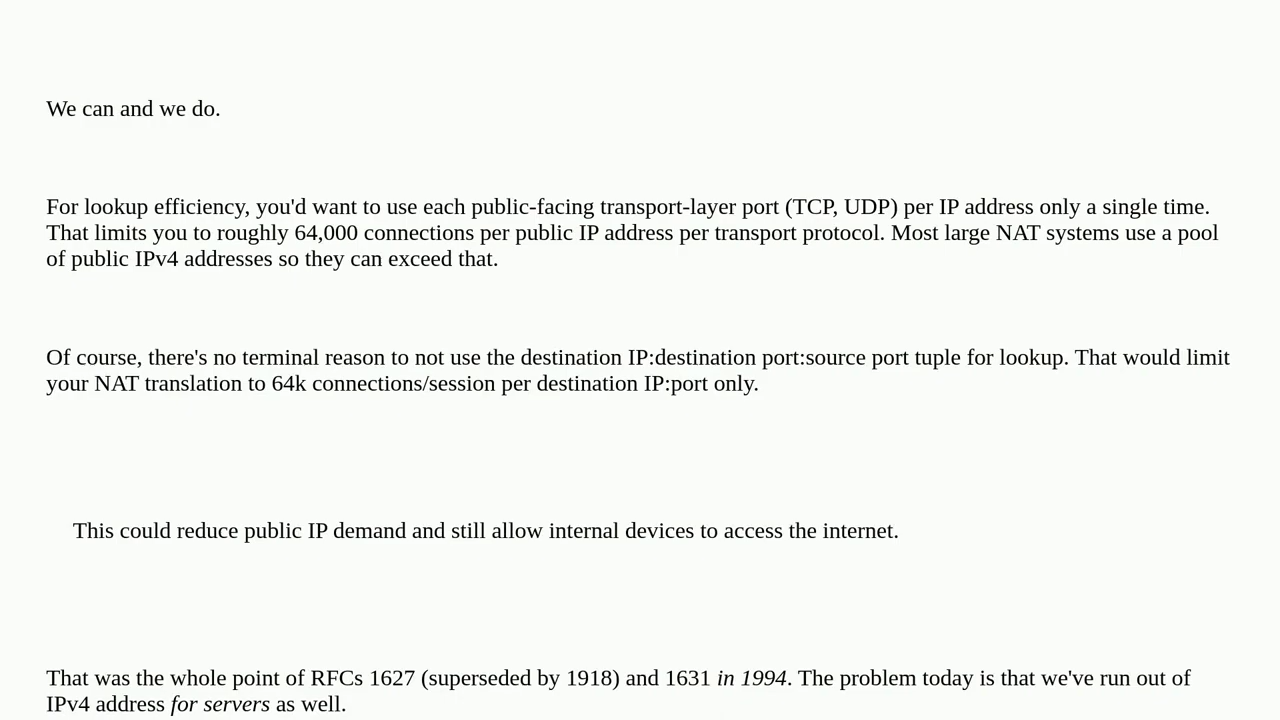 We can and we do.
For lookup efficiency, you'd want to use each public-facing transport-layer port (TCP, UDP) per IP address only a single time.
That limits you to roughly 64,000 connections per public IP address per transport protocol. Most large NAT systems use a pool
of public IPv4 addresses so they can exceed that.
Of course, there's no terminal reason to not use the destination IP:destination port:source port tuple for lookup. That would limit
your NAT translation to 64k connections/session per destination IP:port only.
This could reduce public IP demand and still allow internal devices to access the internet.
That was the whole point of RFCs 1627 (superseded by 1918) and 1631 in 1994. The problem today is that we've run out of
IPv4 address for servers as well.